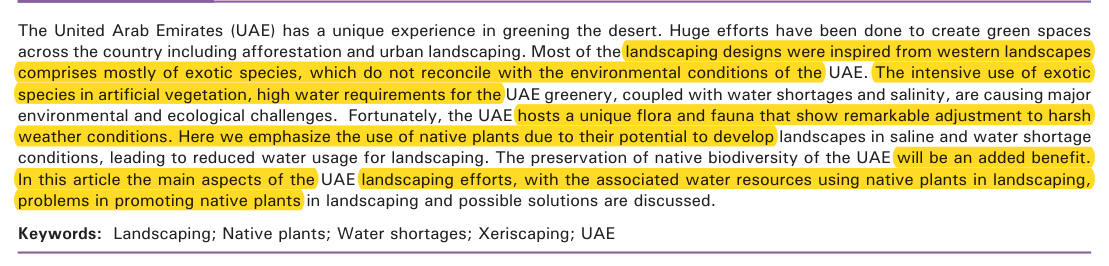 The United Arab Emirates (UAE) has a unique experience in greening the desert. Huge efforts have been done to create green spaces
across the country including afforestation and urban landscaping. Most of the landscaping designs were inspired from western landscapes
comprises mostly of exotic species, which do not reconcile with the environmental conditions of the UAE. The intensive use of exotic
species in artificial vegetation, high water requirements for the UAE greenery, coupled with water shortages and salinity, are causing major
environmental and ecological challenges. Fortunately, the UAE hosts a unique flora and fauna that show remarkable adjustment to harsh
weather conditions. Here we emphasize the use of native plants due to their potential to develop landscapes in saline and water shortage
conditions, leading to reduced water usage for landscaping. The preservation of native biodiversity of the UAE will be an added benefit.
In this article the main aspects of the UAE landscaping efforts, with the associated water resources using native plants in landscaping,
problems in promoting native plants in landscaping and possible solutions are discussed.
Keywords: Landscaping; Native plants; Water shortages; Xeriscaping; UAE